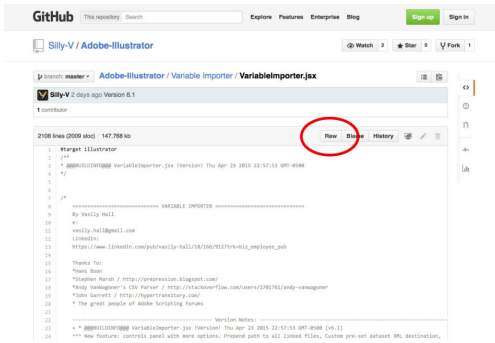 GitHub This repository Search Explore Features Enterprise Blog Sign up Sign in
Silly-V / Adobe-Illustrator Watch 2 Star 0 Fork 1
branch: master Adobe-Illustrator / Variable Importer / VariableImporter.jsx
Silly-V 2 days ago Version 6.1
1 contributor
2108 lines (2009 sloc) 147.768 kb Raw Blame History
1 #target illustrator
2 /**
3 * @@@BUILDINFO@@@ VariableImporter.jsx !Version! Thu Apr 23 2015 22:57:53 GMT-0500
4 */
5
6
7 /*
8 ============================ VARIABLE IMPORTER =============================
9 By Vasily Hall
10 e:
11 vasily.hall@gmail.com
12 LinkedIn:
13 https://www.linkedin.com/pub/vasily-hall/18/166/912?trk=biz_employee_pub
14
15 Thanks To:
16 *Hans Boon
17 *Stephen Marsh / http://prepression.blogspot.com/
18 *Andy VanWagoner's CSV Parser / http://stackoverflow.com/users/1701761/andy-vanwagoner
19 *John Garrett / http://hypertransitory.com/
20 * The great people of Adobe Scripting Forums
21
22 ---------------------------------------------- Version Notes: ----------------------------------------------
23 + * @@@BUILDINFO@@@ VariableImporter.jsx !Version! Thu Apr 23 2015 22:57:53 GMT-0500 [v6.1]
24 *** New feature: controls panel with more options. Prepend path to all linked files, Custom pre-set dataset XML destination,